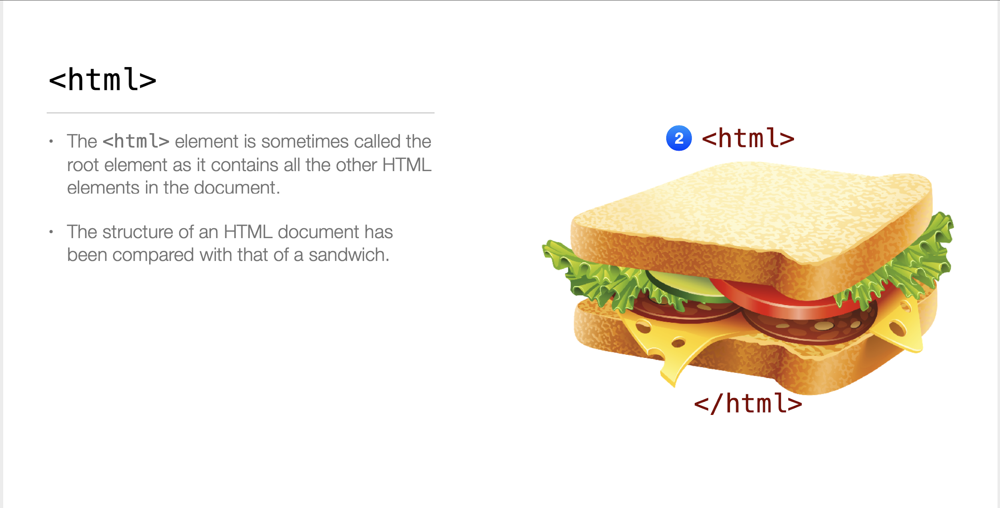 <html>
• The <html> element is sometimes called the
root element as it contains all the other HTML
elements in the document.
• The structure of an HTML document has
been compared with that of a sandwich.
2 <html>
</html>